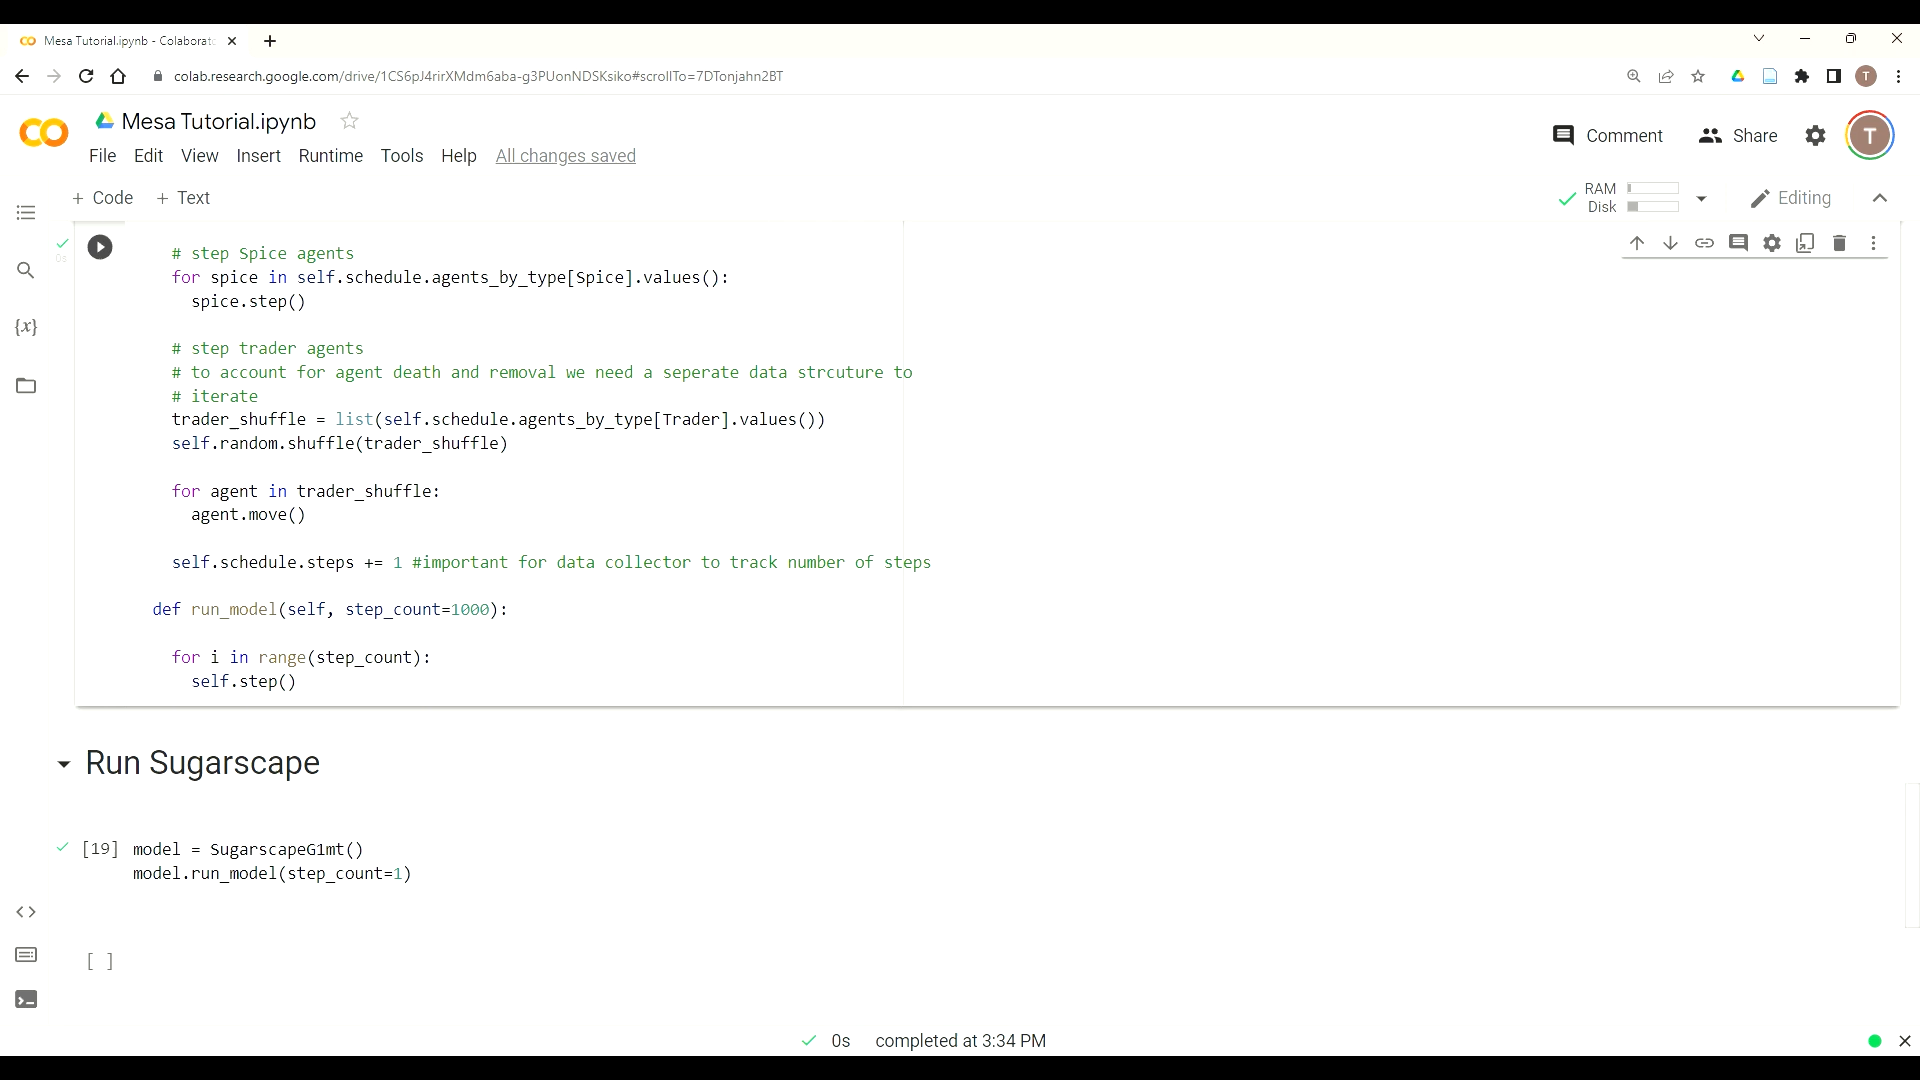 Mesa Tutorial.ipynb - Colaborat
colab.research.google.com/drive/1CS6pJ4rirXMdm6aba-g3PUonNDSKsiko#scrollTo=7DTonjahn2BT
T
Mesa Tutorial.ipynb
File Edit View Insert Runtime Tools Help All changes saved
Comment Share T
+ Code + Text
RAM
Disk
Editing
0s
# step Spice agents
for spice in self.schedule.agents_by_type[Spice].values():
spice.step()
# step trader agents
# to account for agent death and removal we need a seperate data strcuture to
# iterate
trader_shuffle = list(self.schedule.agents_by_type[Trader].values())
self.random.shuffle(trader_shuffle)
for agent in trader_shuffle:
agent.move()
self.schedule.steps += 1 #important for data collector to track number of steps
def run_model(self, step_count=1000):
for i in range(step_count):
self.step()
{x}
Run Sugarscape
[19] model = SugarscapeG1mt()
model.run_model(step_count=1)
[ ]
0s completed at 3:34 PM